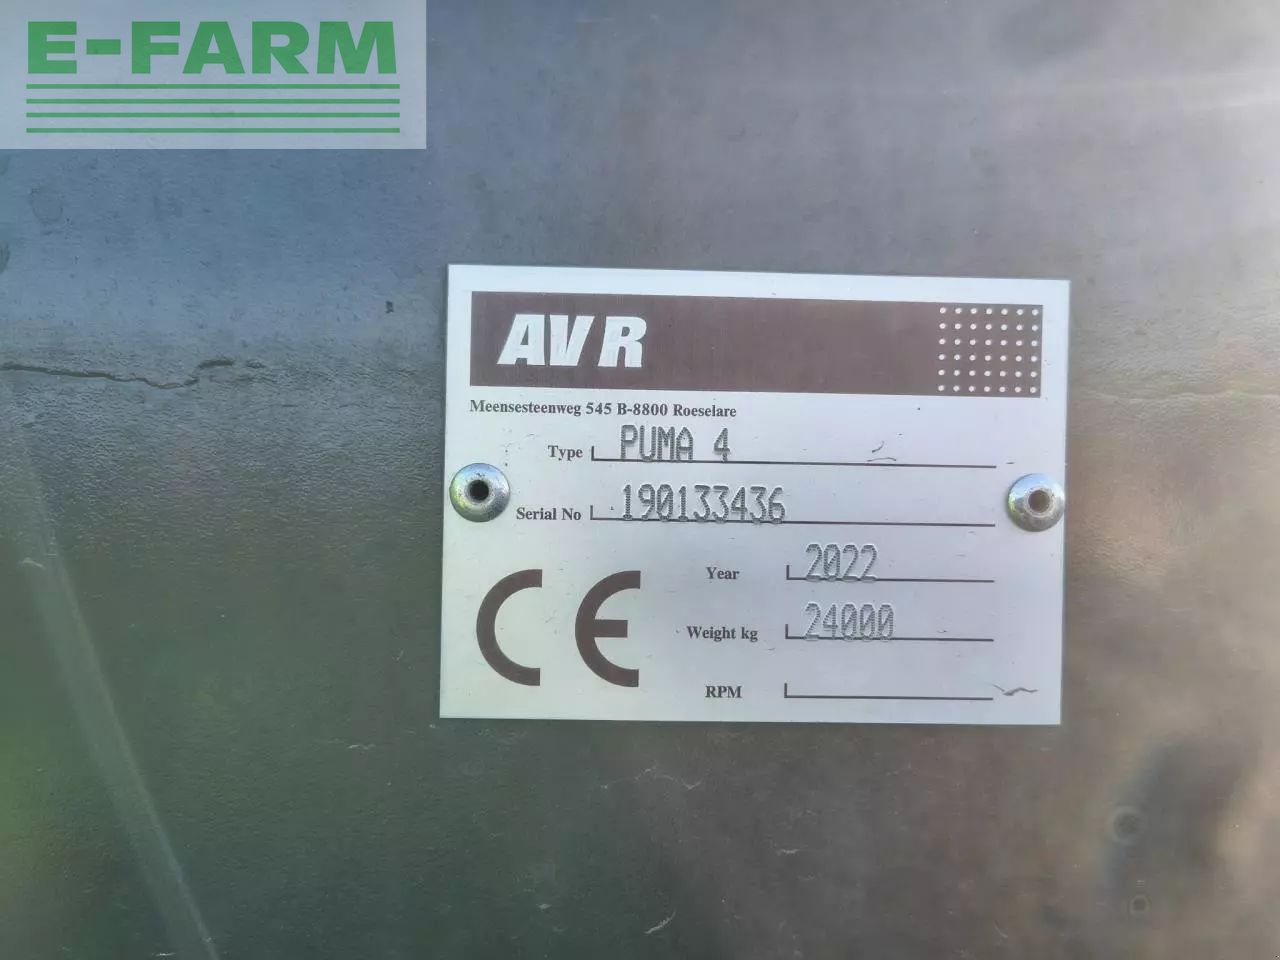 E-FARM
AVR
Meensesteenweg 545 B-8800 Roeselare
Type PUMA 4
Serial No 190133436
Year 2022
Weight kg 24000
RPM
CE